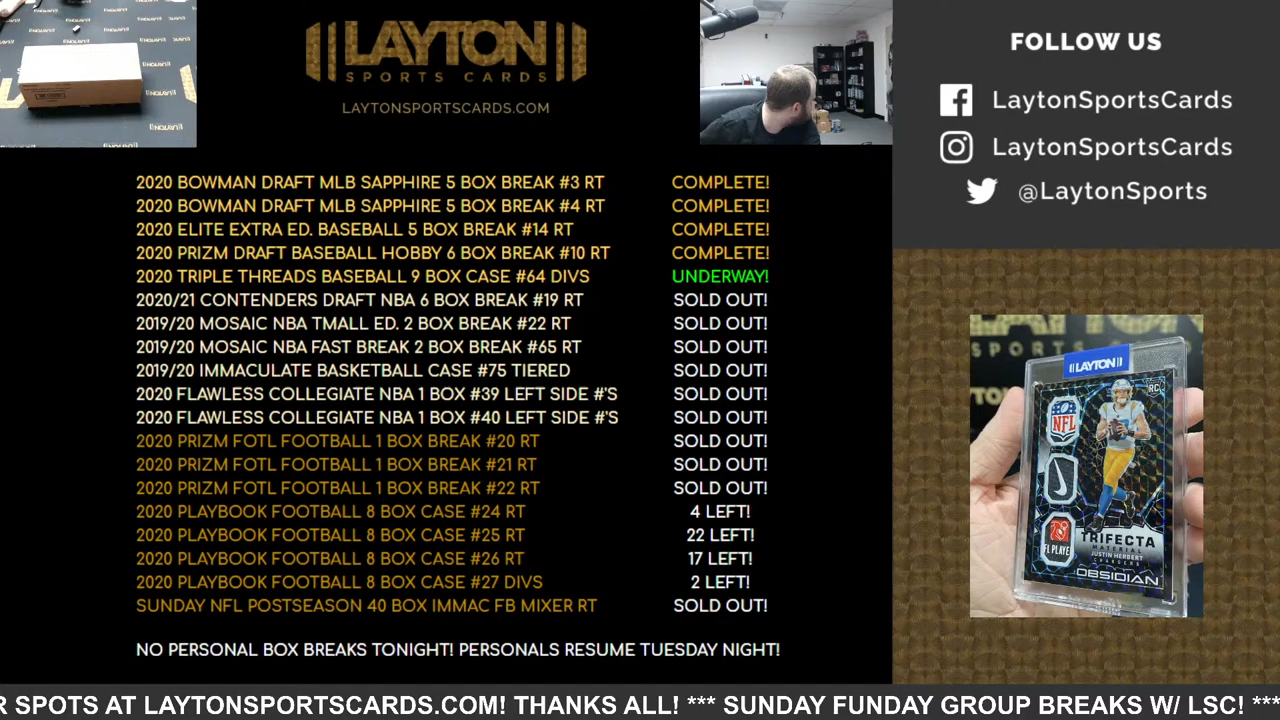 LAYTON
SPORTS CARDS
LAYTONSPORTSCARDS.COM
FOLLOW US
LaytonSportsCards
LaytonSportsCards
@LaytonSports
2020 BOWMAN DRAFT MLB SAPPHIRE 5 BOX BREAK #3 RT COMPLETE!
2020 BOWMAN DRAFT MLB SAPPHIRE 5 BOX BREAK #4 RT COMPLETE!
2020 ELITE EXTRA ED. BASEBALL 5 BOX BREAK #14 RT COMPLETE!
2020 PRIZM DRAFT BASEBALL HOBBY 6 BOX BREAK #10 RT COMPLETE!
2020 TRIPLE THREADS BASEBALL 9 BOX CASE #64 DIVS UNDERWAY!
2020/21 CONTENDERS DRAFT NBA 6 BOX BREAK #19 RT SOLD OUT!
2019/20 MOSAIC NBA TMALL ED. 2 BOX BREAK #22 RT SOLD OUT!
2019/20 MOSAIC NBA FAST BREAK 2 BOX BREAK #65 RT SOLD OUT!
2019/20 IMMACULATE BASKETBALL CASE #75 TIERED SOLD OUT!
2020 FLAWLESS COLLEGIATE NBA 1 BOX #39 LEFT SIDE #'S SOLD OUT!
2020 FLAWLESS COLLEGIATE NBA 1 BOX #40 LEFT SIDE #'S SOLD OUT!
2020 PRIZM FOTL FOOTBALL 1 BOX BREAK #20 RT SOLD OUT!
2020 PRIZM FOTL FOOTBALL 1 BOX BREAK #21 RT SOLD OUT!
2020 PRIZM FOTL FOOTBALL 1 BOX BREAK #22 RT SOLD OUT!
2020 PLAYBOOK FOOTBALL 8 BOX CASE #24 RT 4 LEFT!
2020 PLAYBOOK FOOTBALL 8 BOX CASE #25 RT 22 LEFT!
2020 PLAYBOOK FOOTBALL 8 BOX CASE #26 RT 17 LEFT!
2020 PLAYBOOK FOOTBALL 8 BOX CASE #27 DIVS 2 LEFT!
SUNDAY NFL POSTSEASON 40 BOX IMMAC FB MIXER RT SOLD OUT!
NO PERSONAL BOX BREAKS TONIGHT! PERSONALS RESUME TUESDAY NIGHT!
LAYTON
RC
NFL
FL PLAYE
TRIFECTA
MATERIAL
JUSTIN HERBERT
CHARGERS
OBSIDIAN
R SPOTS AT LAYTONSPORTSCARDS.COM! THANKS ALL! *** SUNDAY FUNDAY GROUP BREAKS W/ LSC! ***